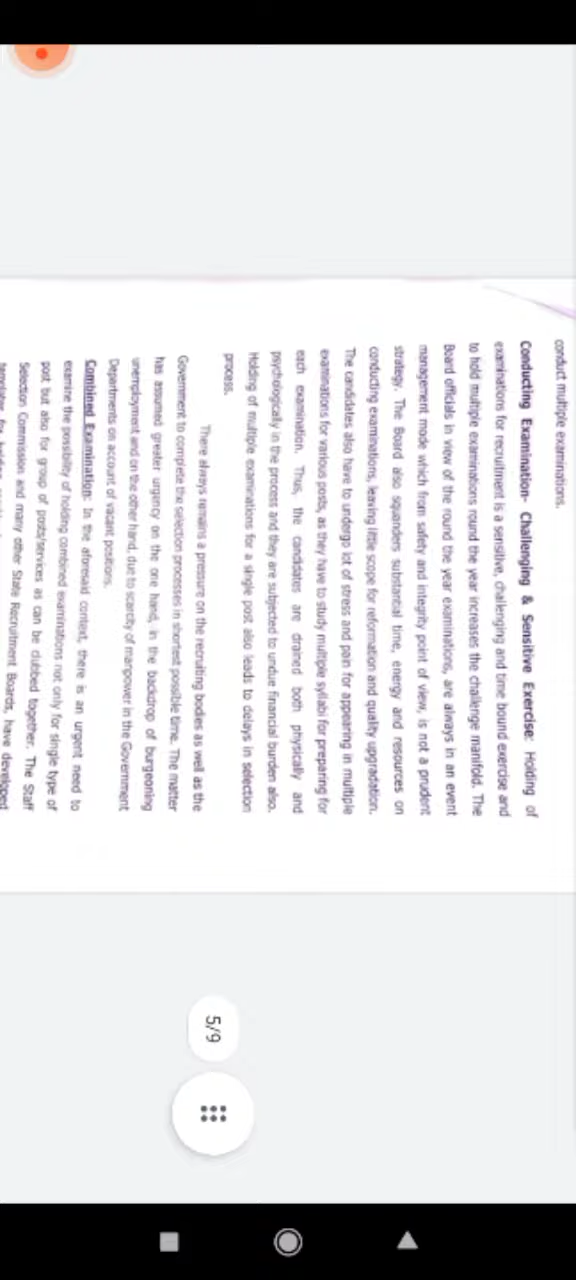 conduct multiple examinations.
Conducting Examination- Challenging & Sensitive Exercise: Holding of
examinations for recruitment is a sensitive, challenging and time bound exercise and
to hold multiple examinations round the year increases the challenge manifold. The
Board officials in view of the round the year examinations, are always in an event
management mode which from safety and integrity point of view, is not a prudent
strategy. The Board also squanders substantial time, energy and resources on
conducting examinations, leaving little scope for reformation and quality upgradation.
The candidates also have to undergo lot of stress and pain for appearing in multiple
examinations for various posts, as they have to study multiple syllabi for preparing for
each examination. Thus, the candidates are drained both physically and
psychologically in the process and they are subjected to undue financial burden also.
Holding of multiple examinations for a single post also leads to delays in selection
process.
There always remains a pressure on the recruiting bodies as well as the
Government to complete the selection processes in shortest possible time. The matter
has assumed greater urgency on the one hand, in the backdrop of burgeoning
unemployment and on the other hand, due to scarcity of manpower in the Government
Departments on account of vacant positions.
Combined Examination: In the aforesaid context, there is an urgent need to
examine the possibility of holding combined examinations not only for single type of
post but also for group of posts/services as can be clubbed together. The Staff
Selection Commission and many other State Recruitment Boards, have developed
5/9